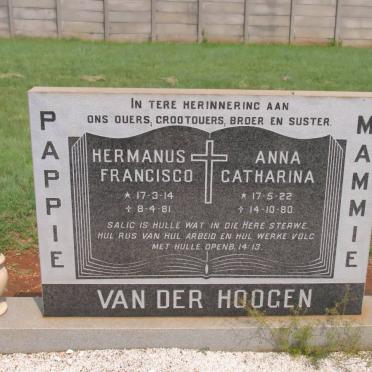 IN TERE HERINNERING AAN
ONS OUERS, GROOTOUERS, BROER EN SUSTER.
PAPPIE
MAMMIE
HERMANUS
FRANCISCO
* 17-3-14
+ 8-4-81
ANNA
CATHARINA
* 17-5-22
+ 14-10-80
SALIG IS HULLE WAT IN DIE HERE STERWE.
HUL RUS VAN HUL ARBEID EN HUL WERKE VOLG
MET HULLE. OPENB. 14:13.
VAN DER HOOGEN